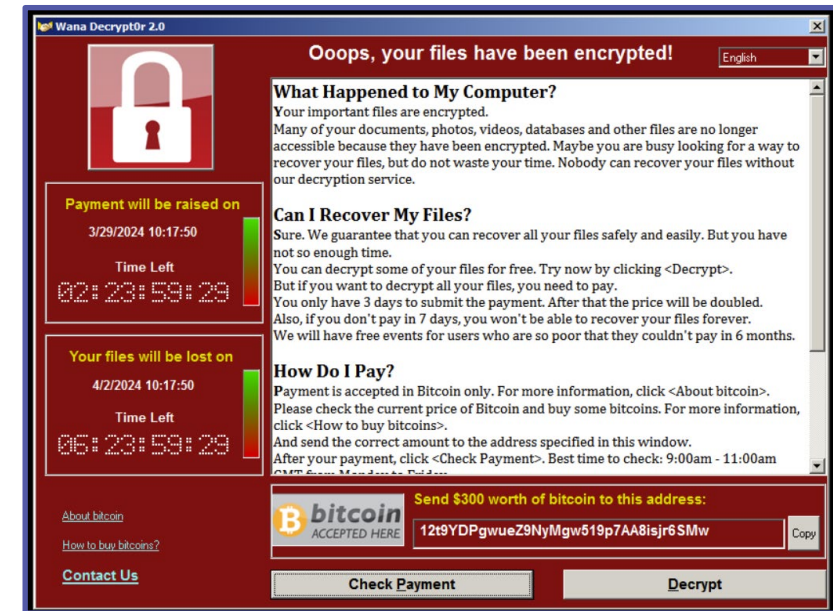 Wana Decrypt0r 2.0
Ooops, your files have been encrypted!
English
Payment will be raised on
3/29/2024 10:17:50
Time Left
02:23:59:29
Your files will be lost on
4/2/2024 10:17:50
Time Left
06:23:59:29
About bitcoin
How to buy bitcoins?
Contact Us
What Happened to My Computer?
Your important files are encrypted.
Many of your documents, photos, videos, databases and other files are no longer
accessible because they have been encrypted. Maybe you are busy looking for a way to
recover your files, but do not waste your time. Nobody can recover your files without
our decryption service.
Can I Recover My Files?
Sure. We guarantee that you can recover all your files safely and easily. But you have
not so enough time.
You can decrypt some of your files for free. Try now by clicking <Decrypt>.
But if you want to decrypt all your files, you need to pay.
You only have 3 days to submit the payment. After that the price will be doubled.
Also, if you don't pay in 7 days, you won't be able to recover your files forever.
We will have free events for users who are so poor that they couldn't pay in 6 months.
How Do I Pay?
Payment is accepted in Bitcoin only. For more information, click <About bitcoin>.
Please check the current price of Bitcoin and buy some bitcoins. For more information,
click <How to buy bitcoins>.
And send the correct amount to the address specified in this window.
After your payment, click <Check Payment>. Best time to check: 9:00am - 11:00am
GMT from Monday to Friday
bitcoin
ACCEPTED HERE
Send $300 worth of bitcoin to this address:
12t9YDPgwueZ9NyMgw519p7AA8isjr6SMw
Copy
Check Payment
Decrypt